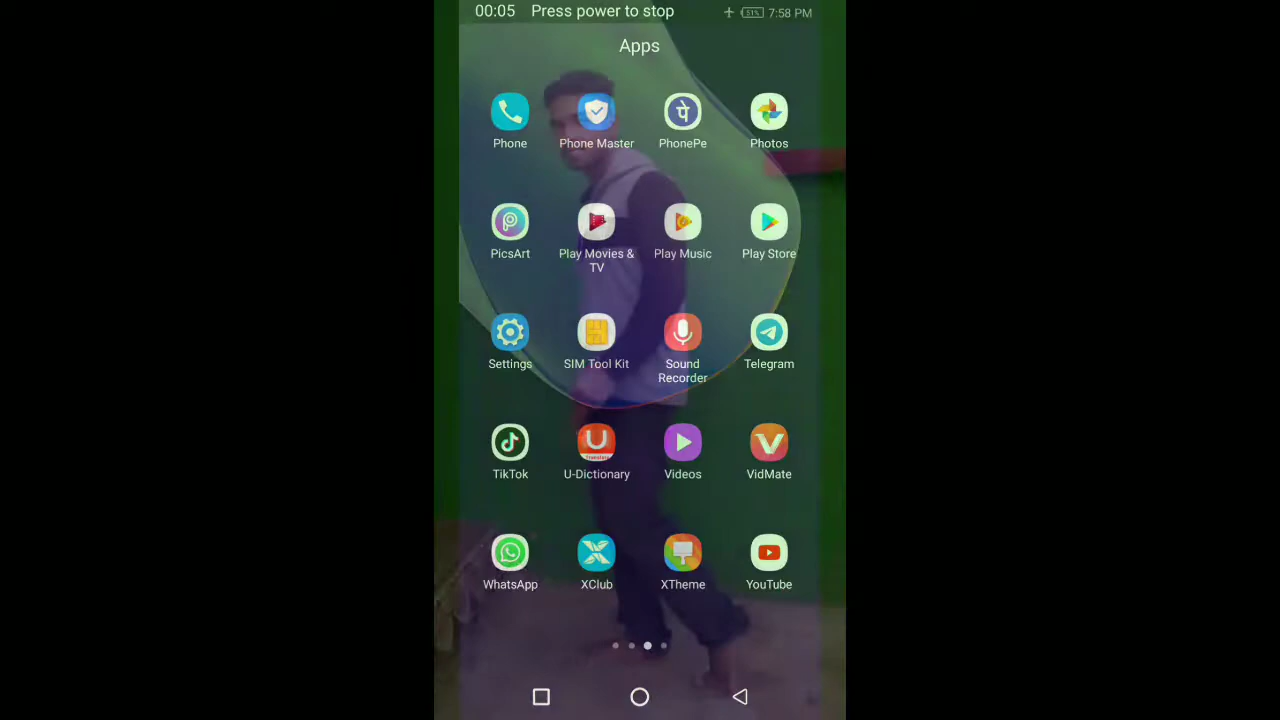 00:05 Press power to stop 51% 7:58 PM
Apps
Phone Phone Master PhonePe Photos
PicsArt Play Movies & TV Play Music Play Store
Settings SIM Tool Kit Sound Recorder Telegram
TikTok U-Dictionary Videos VidMate
WhatsApp XClub XTheme YouTube